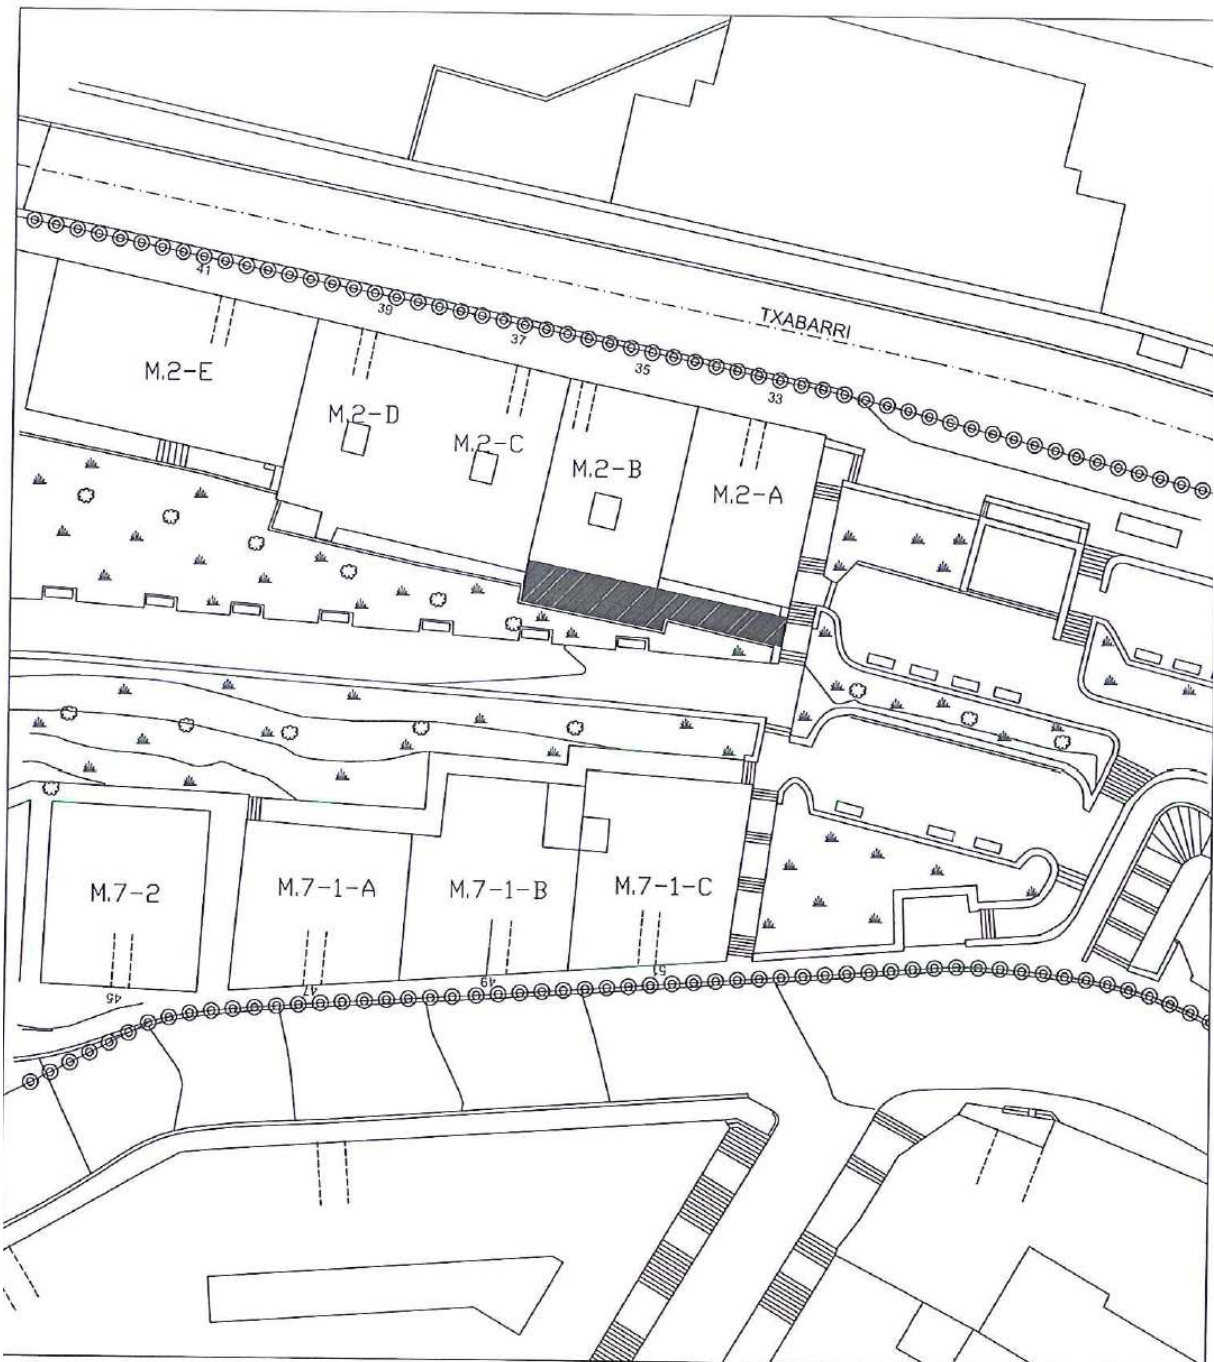 TXABARRI
41
39
37
35
33
M.2-E
M.2-D
M.2-C
M.2-B
M.2-A
M.7-2
M.7-1-A
M.7-1-B
M.7-1-C
45
47
49
51